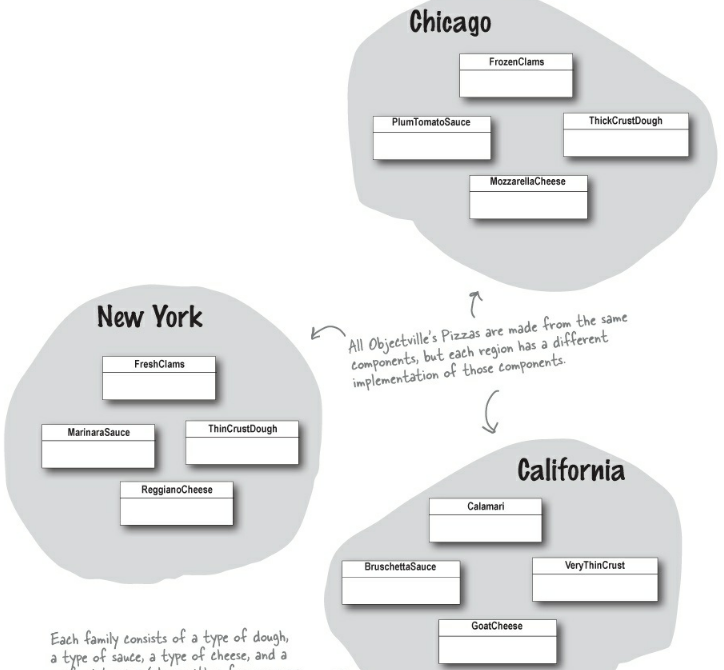 Chicago
FrozenClams
PlumTomatoSauce
ThickCrustDough
MozzarellaCheese
New York
FreshClams
MarinaraSauce
ThinCrustDough
ReggianoCheese
All Objectville's Pizzas are made from the same
components, but each region has a different
implementation of those components.
California
Calamari
BruschettaSauce
VeryThinCrust
GoatCheese
Each family consists of a type of dough,
a type of sauce, a type of cheese, and a